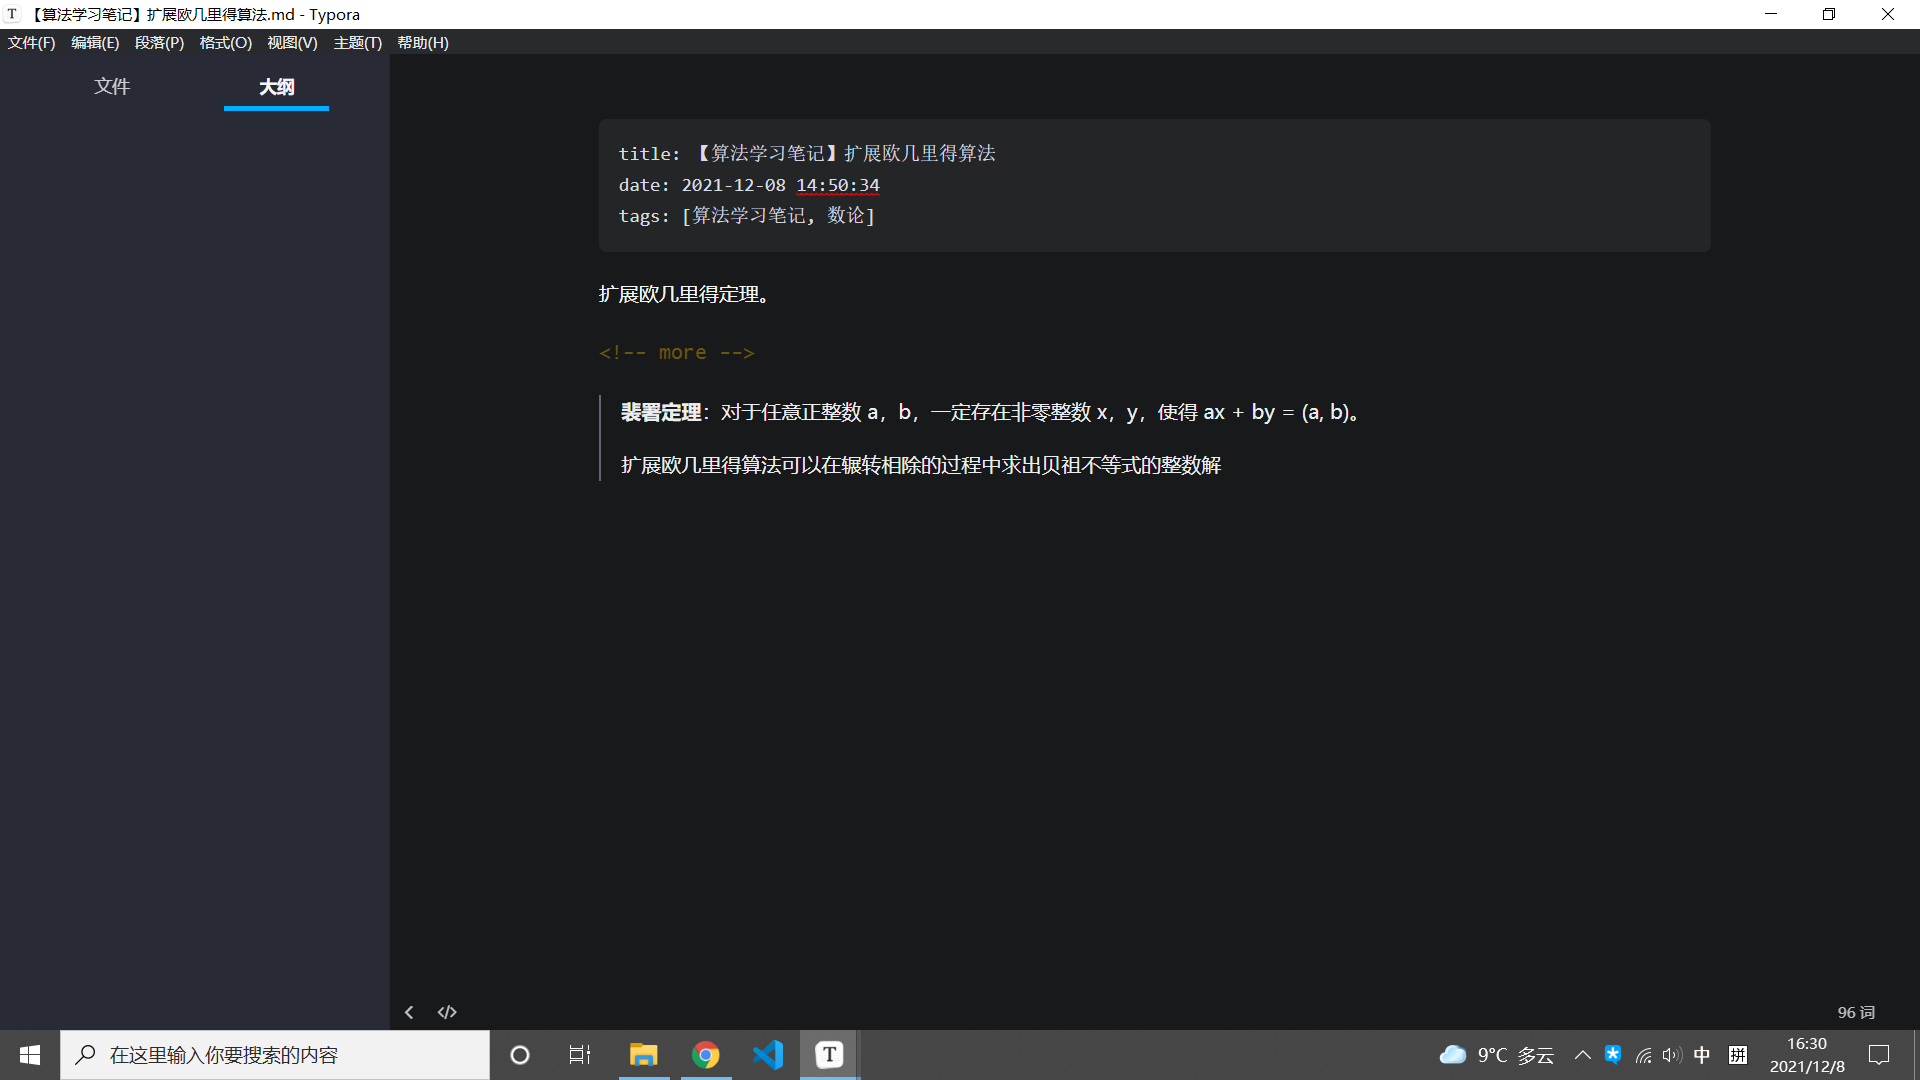 【算法学习笔记】扩展欧几里得算法.md - Typora
文件(F) 编辑(E) 段落(P) 格式(O) 视图(V) 主题(T) 帮助(H)
文件 大纲
title: 【算法学习笔记】扩展欧几里得算法
date: 2021-12-08 14:50:34
tags: [算法学习笔记, 数论]
扩展欧几里得定理。
<!-- more -->
裴署定理：对于任意正整数 a，b，一定存在非零整数 x，y，使得 ax + by = (a, b)。
扩展欧几里得算法可以在辗转相除的过程中求出贝祖不等式的整数解
96 词
在这里输入你要搜索的内容
T
9°C 多云
中
拼
16:30
2021/12/8